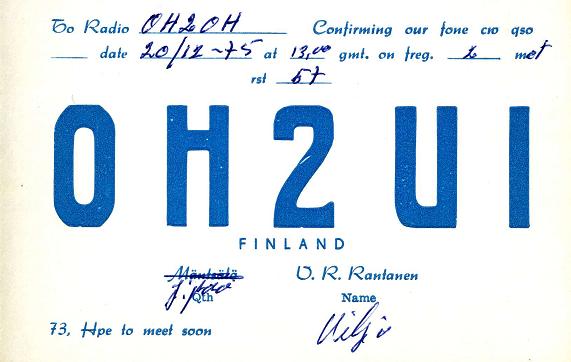 To Radio OH2OH Confirming our fone cw qso
date 20/12-75 at 13,00 gmt. on freg. 2 met
rst 57
OH2UI
FINLAND
Mäntsälä V. R. Rantanen
Qth Name
73, Hpe to meet soon Viljo